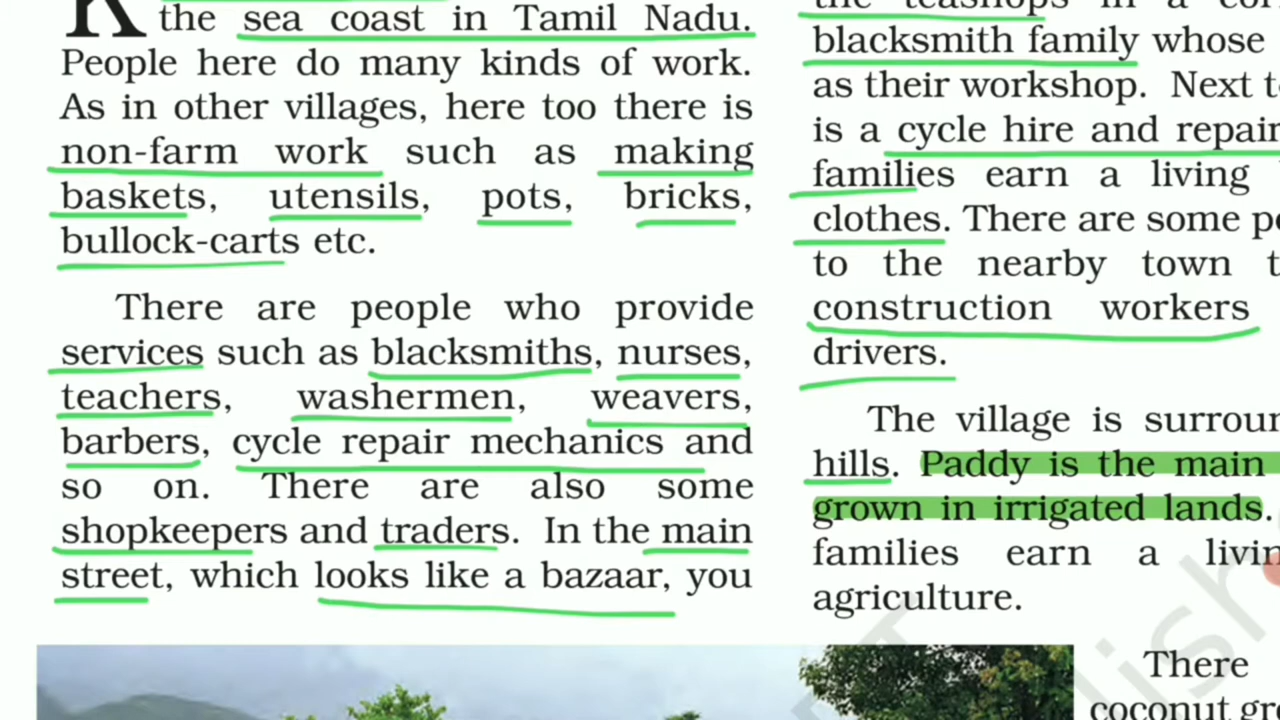 the sea coast in Tamil Nadu.
People here do many kinds of work.
As in other villages, here too there is
non-farm work such as making
baskets, utensils, pots, bricks,
bullock-carts etc.
There are people who provide
services such as blacksmiths, nurses,
teachers, washermen, weavers,
barbers, cycle repair mechanics and
so on. There are also some
shopkeepers and traders. In the main
street, which looks like a bazaar, you
the teashops in a
blacksmith family whose
as their workshop. Next
is a cycle hire and repair
families earn a living
clothes. There are some
to the nearby town
construction workers
drivers.
The village is
hills. Paddy is the main
grown in irrigated lands.
families earn a
agriculture.
There
coconut